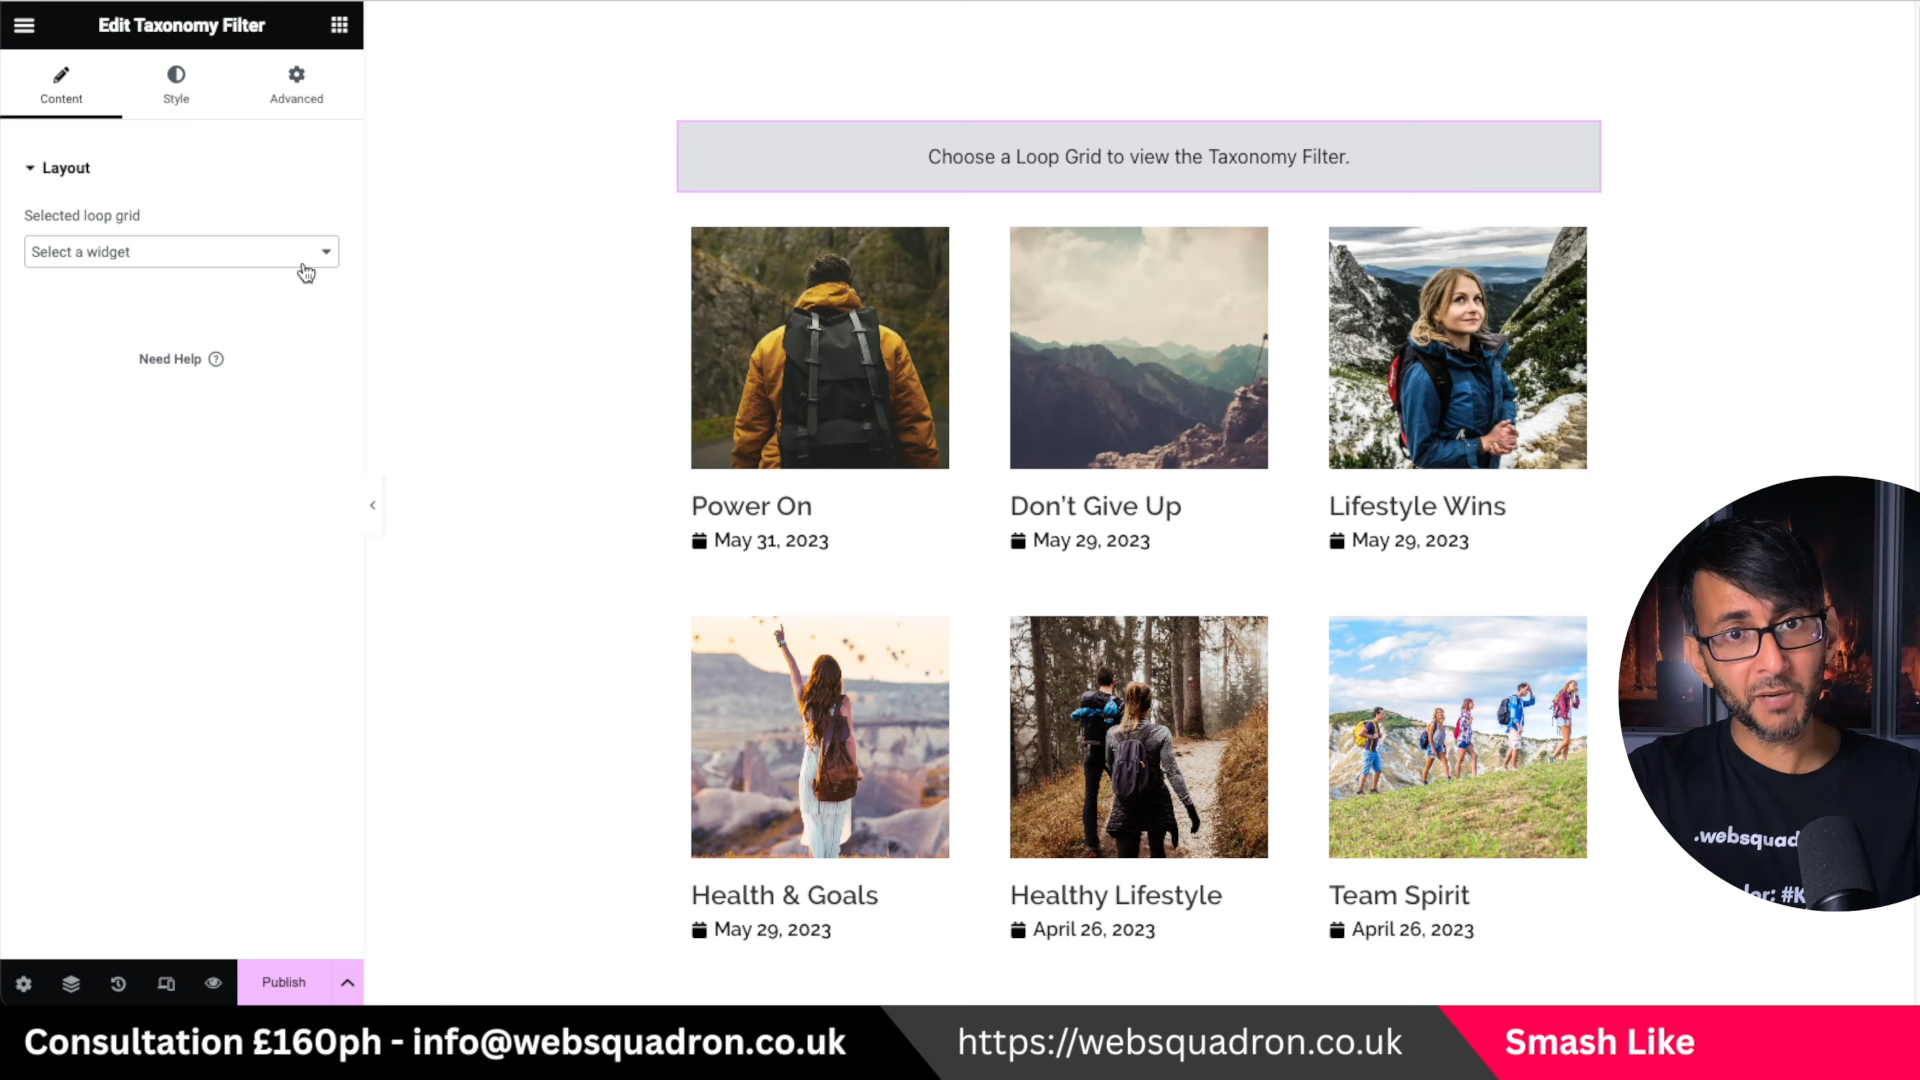 Edit Taxonomy Filter
Content
Style
Advanced
Layout
Selected loop grid
Select a widget
Need Help ?
Publish
Choose a Loop Grid to view the Taxonomy Filter.
Power On
May 31, 2023
Don't Give Up
May 29, 2023
Lifestyle Wins
May 29, 2023
Health & Goals
May 29, 2023
Healthy Lifestyle
April 26, 2023
Team Spirit
April 26, 2023
Consultation £160ph - info@websquadron.co.uk
https://websquadron.co.uk
Smash Like